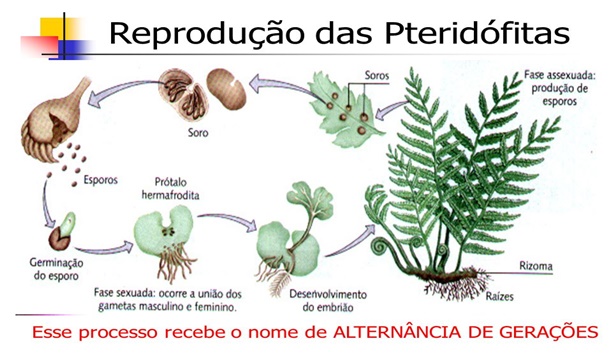 Reprodução das Pteridófitas
Soros
Fase assexuada:
produção de
esporos
Soro
Esporos
Prótalo
hermafrodita
Germinação
do esporo
Fase sexuada: ocorre a união dos
gametas masculino e feminino.
Desenvolvimento
do embrião
Rizoma
Raízes
Esse processo recebe o nome de ALTERNÂNCIA DE GERAÇÕES